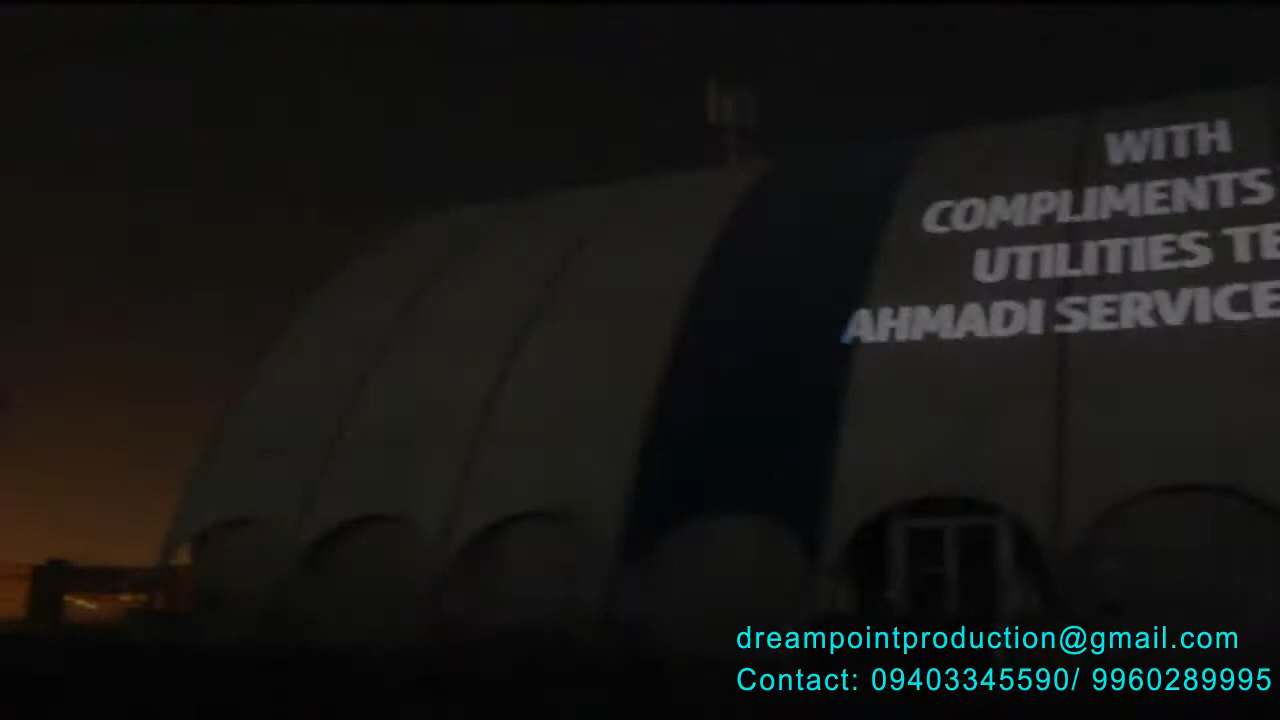 WITH
COMPLIMENTS
UTILITIES TE
AHMADI SERVICE
dreampointproduction@gmail.com
Contact: 09403345590/ 9960289995